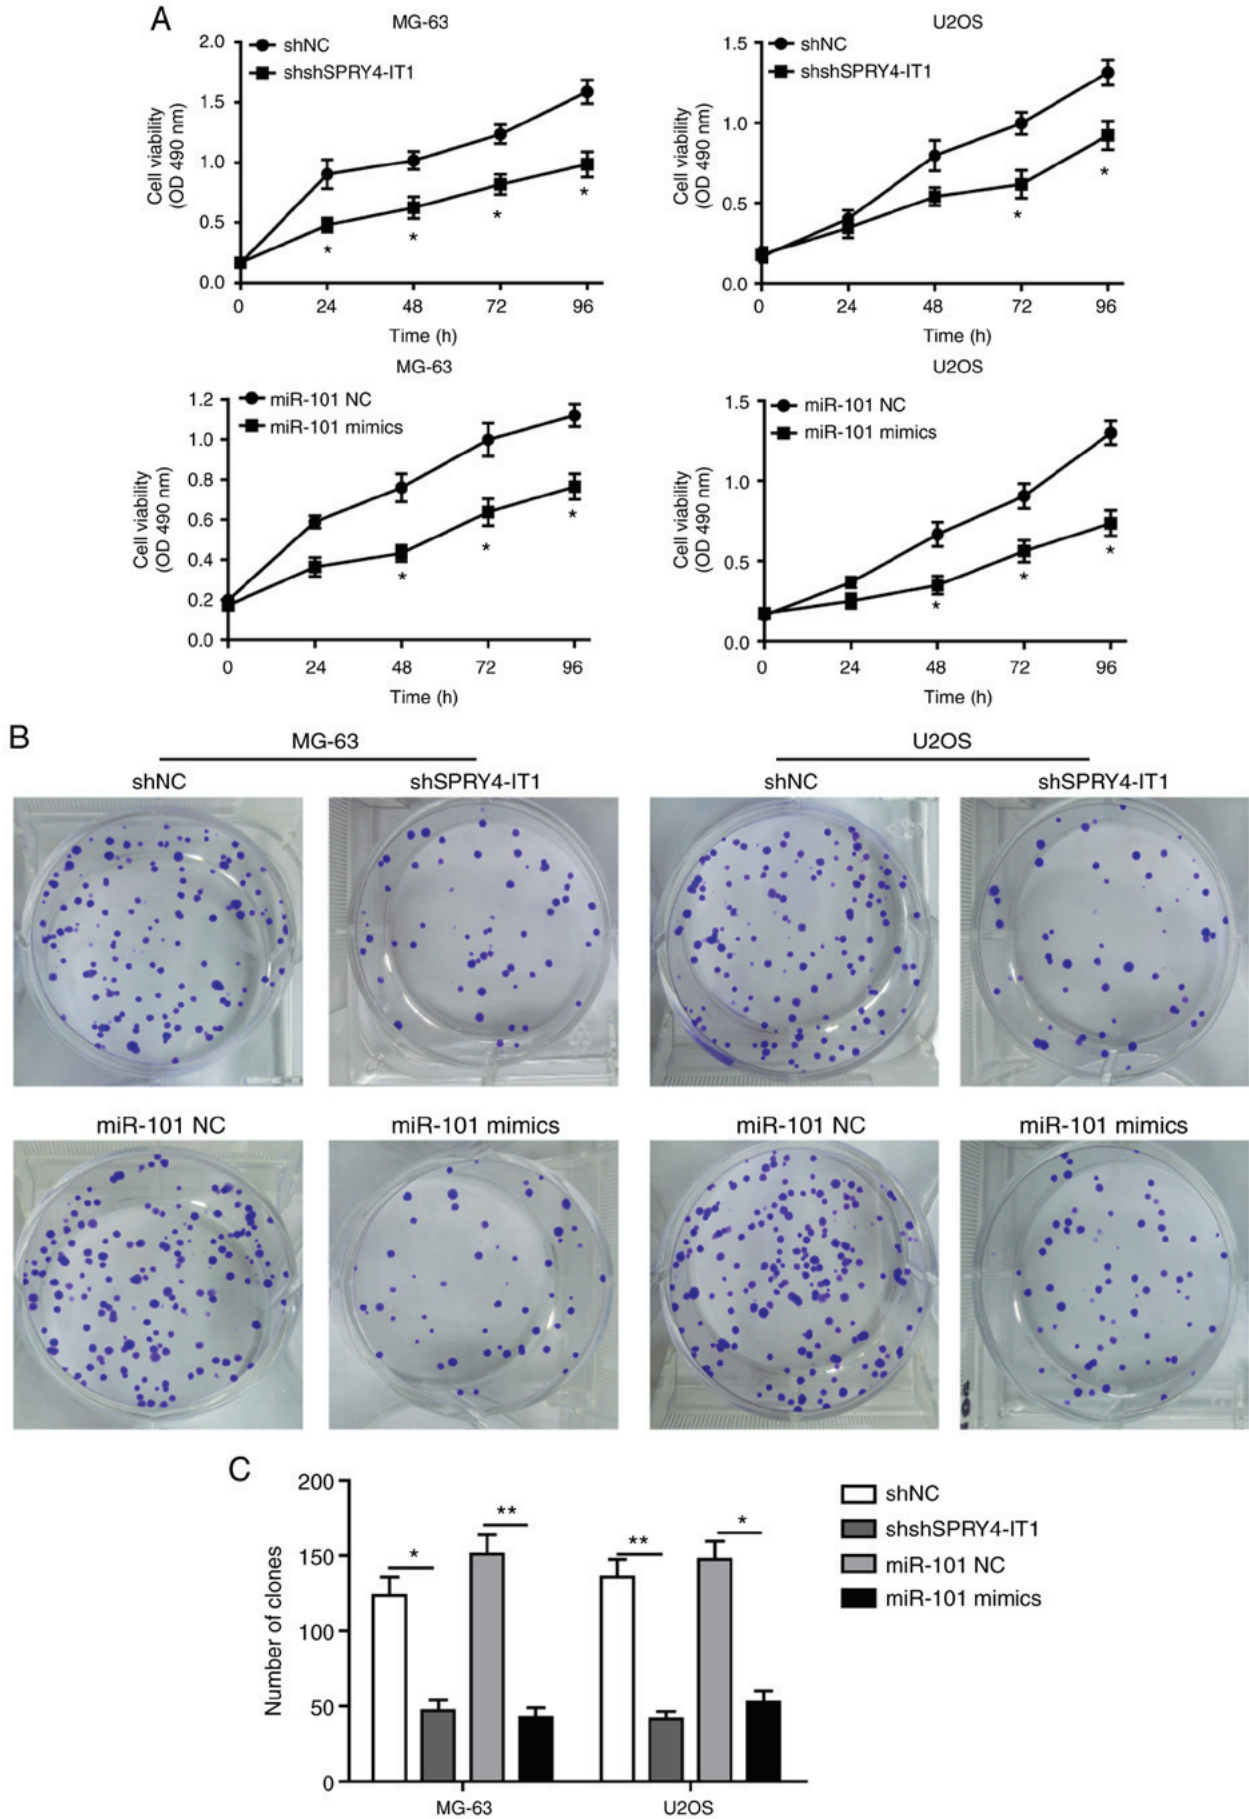 A
MG-63
U2OS
2.0
1.5
1.0
0.5
0.0
Cell viability
(OD 490 nm)
shNC
shshSPRY4-IT1
*
*
*
*
0 24 48 72 96
Time (h)
1.5
1.0
0.5
0.0
Cell viability
(OD 490 nm)
shNC
shshSPRY4-IT1
*
*
0 24 48 72 96
Time (h)
MG-63
U2OS
1.2
1.0
0.8
0.6
0.4
0.2
0.0
Cell viability
(OD 490 nm)
miR-101 NC
miR-101 mimics
*
*
*
0 24 48 72 96
Time (h)
1.5
1.0
0.5
0.0
Cell viability
(OD 490 nm)
miR-101 NC
miR-101 mimics
*
*
*
0 24 48 72 96
Time (h)
B
MG-63
U2OS
shNC shSPRY4-IT1 shNC shSPRY4-IT1
miR-101 NC miR-101 mimics miR-101 NC miR-101 mimics
C
200
150
100
50
0
Number of clones
*
**
**
*
MG-63 U2OS
shNC
shshSPRY4-IT1
miR-101 NC
miR-101 mimics